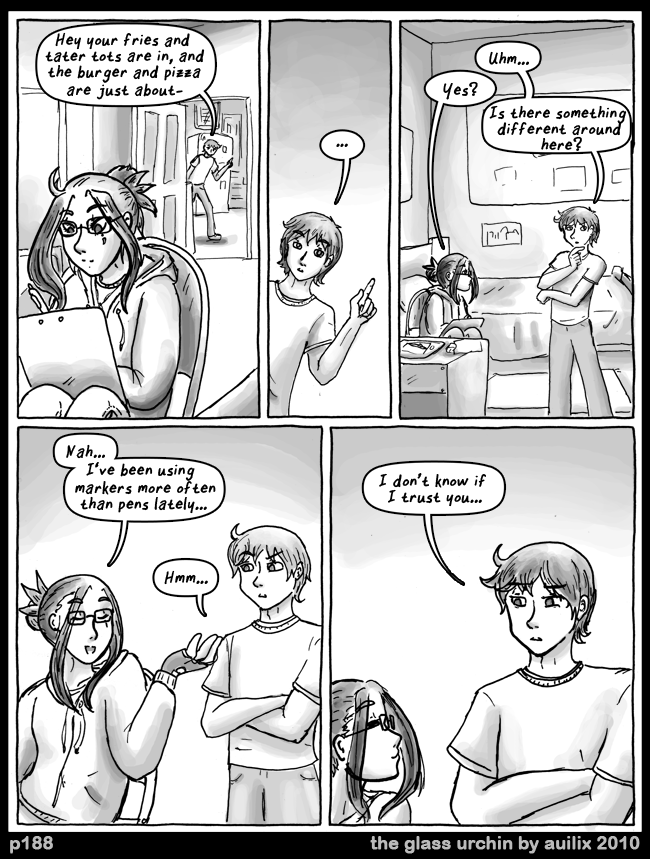 Hey your fries and
tater tots are in, and
the burger and pizza
are just about-
...
Uhm...
Yes?
Is there something
different around
here?
Nah...
I've been using
markers more often
than pens lately...
Hmm...
I don't know if
I trust you...
p188
the glass urchin by auilix 2010